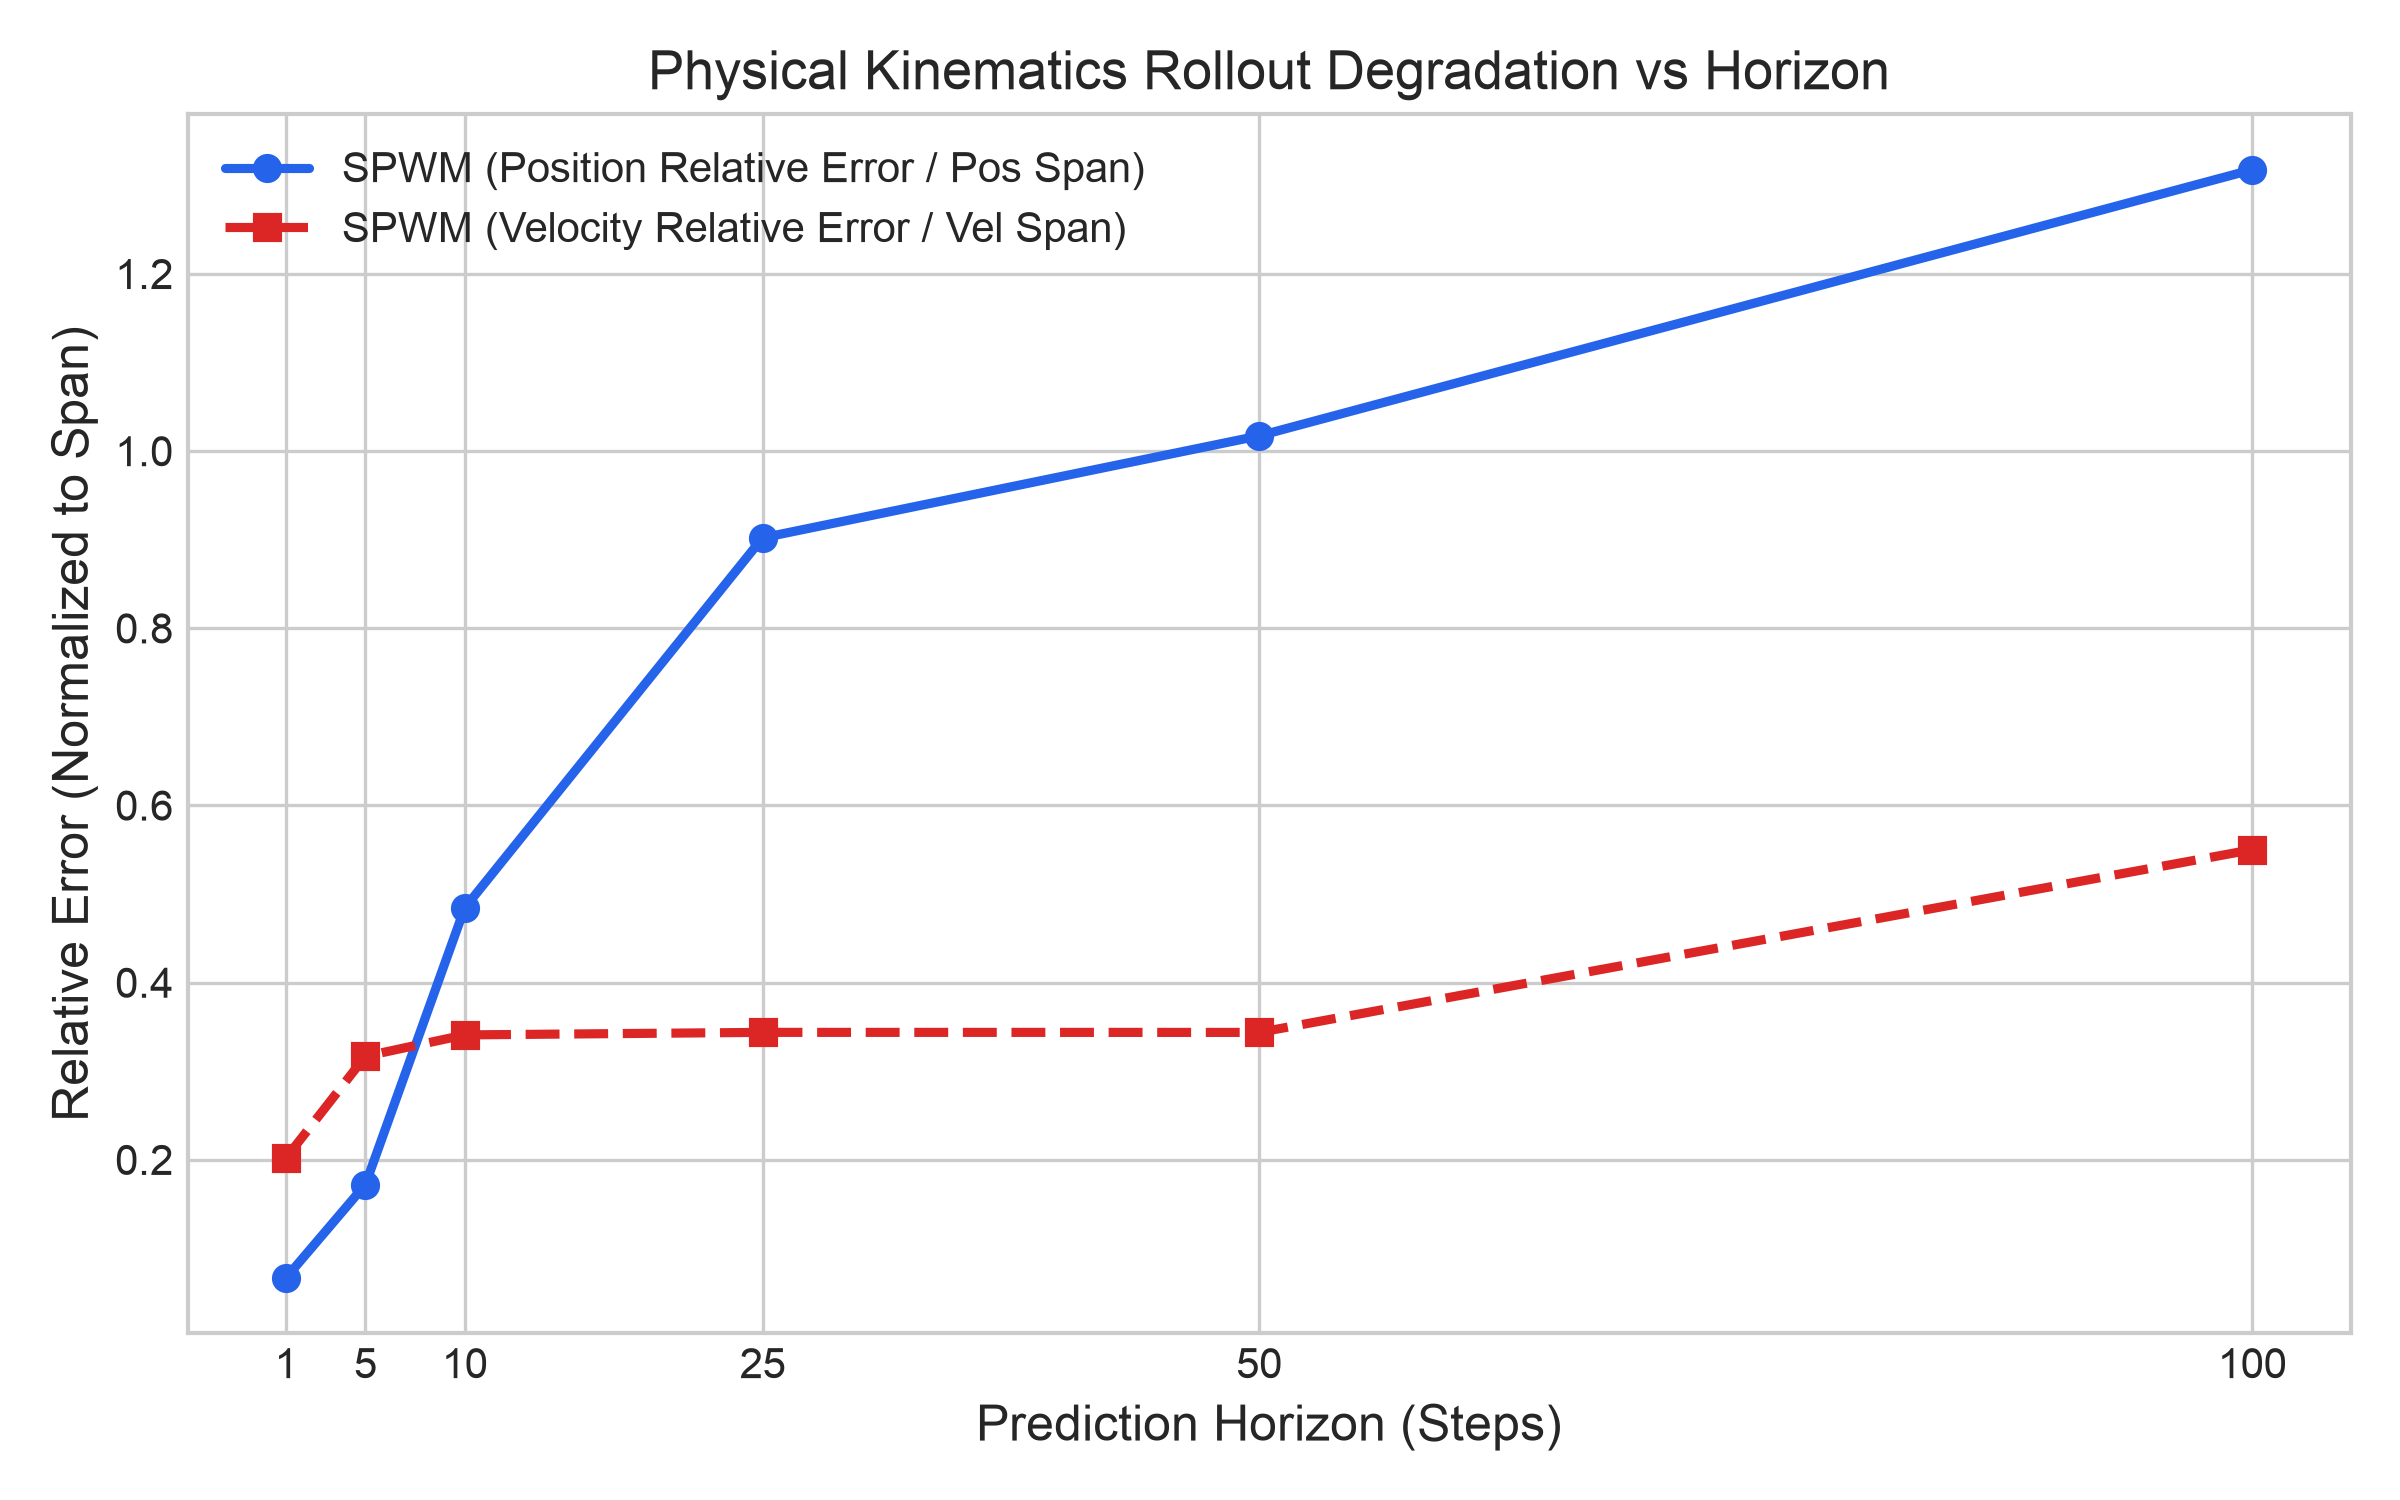 Physical Kinematics Rollout Degradation vs Horizon
SPWM (Position Relative Error / Pos Span)
SPWM (Velocity Relative Error / Vel Span)
Relative Error (Normalized to Span)
1.2
1.0
0.8
0.6
0.4
0.2
1 5 10 25 50 100
Prediction Horizon (Steps)